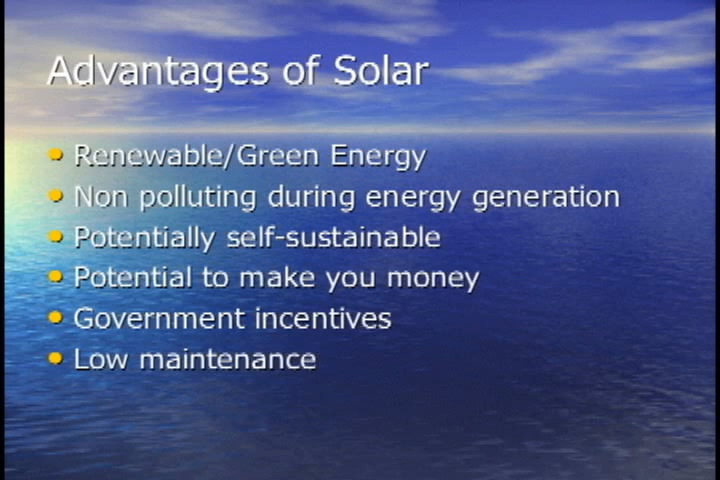 Advantages of Solar
Renewable/Green Energy
Non polluting during energy generation
Potentially self-sustainable
Potential to make you money
Government incentives
Low maintenance